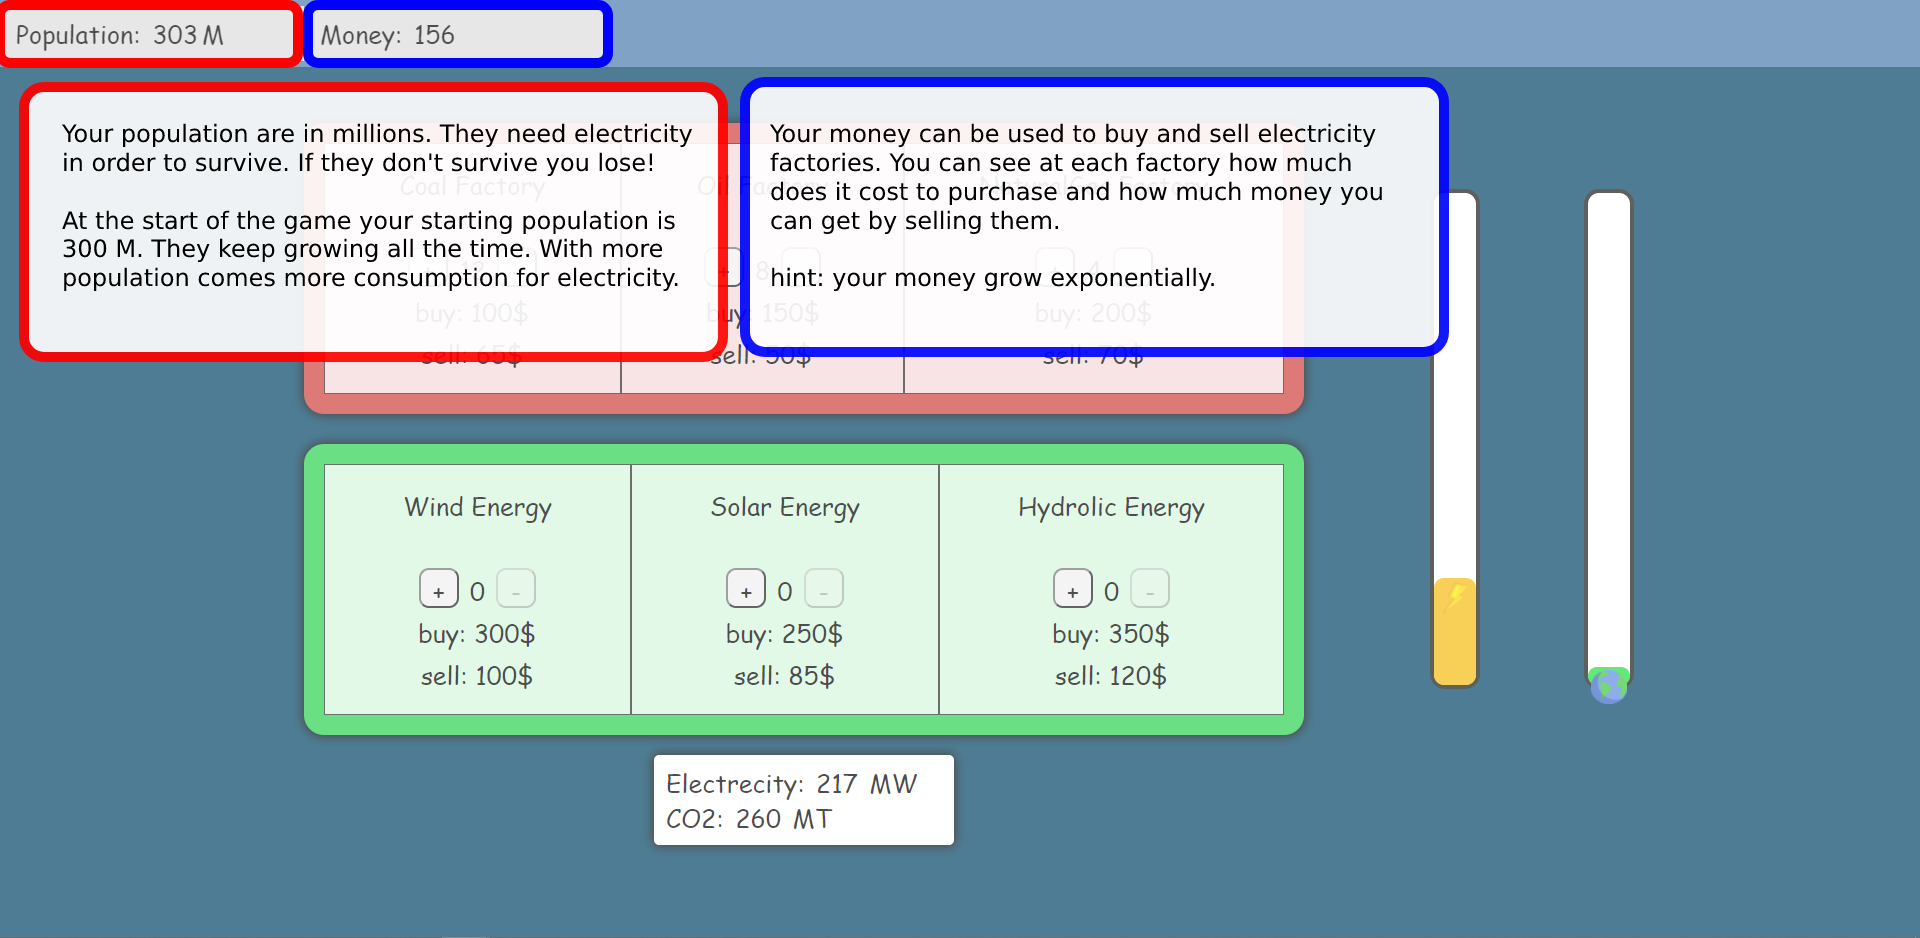 Population: 303 M
Money: 156
Your population are in millions. They need electricity
in order to survive. If they don't survive you lose!
At the start of the game your starting population is
300 M. They keep growing all the time. With more
population comes more consumption for electricity.
Your money can be used to buy and sell electricity
factories. You can see at each factory how much
does it cost to purchase and how much money you
can get by selling them.
hint: your money grow exponentially.
Coal Factory
Oil Factory
+ 8
buy: 100$
buy: 150$
buy: 200$
sell: 65$
sell: 50$
sell: 70$
Wind Energy
Solar Energy
Hydrolic Energy
+ 0 -
+ 0 -
+ 0 -
buy: 300$
buy: 250$
buy: 350$
sell: 100$
sell: 85$
sell: 120$
Electrecity: 217 MW
CO2: 260 MT